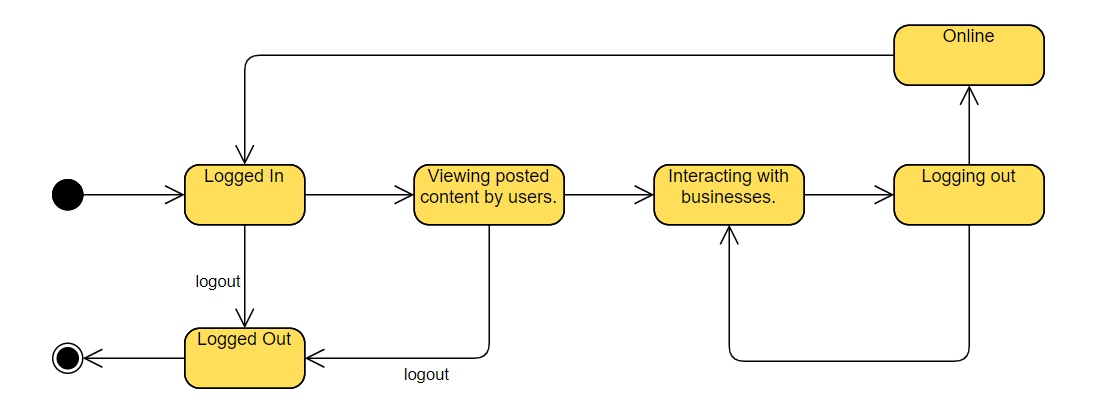 Online
Logged In
Viewing posted
content by users.
Interacting with
businesses.
Logging out
logout
Logged Out
logout